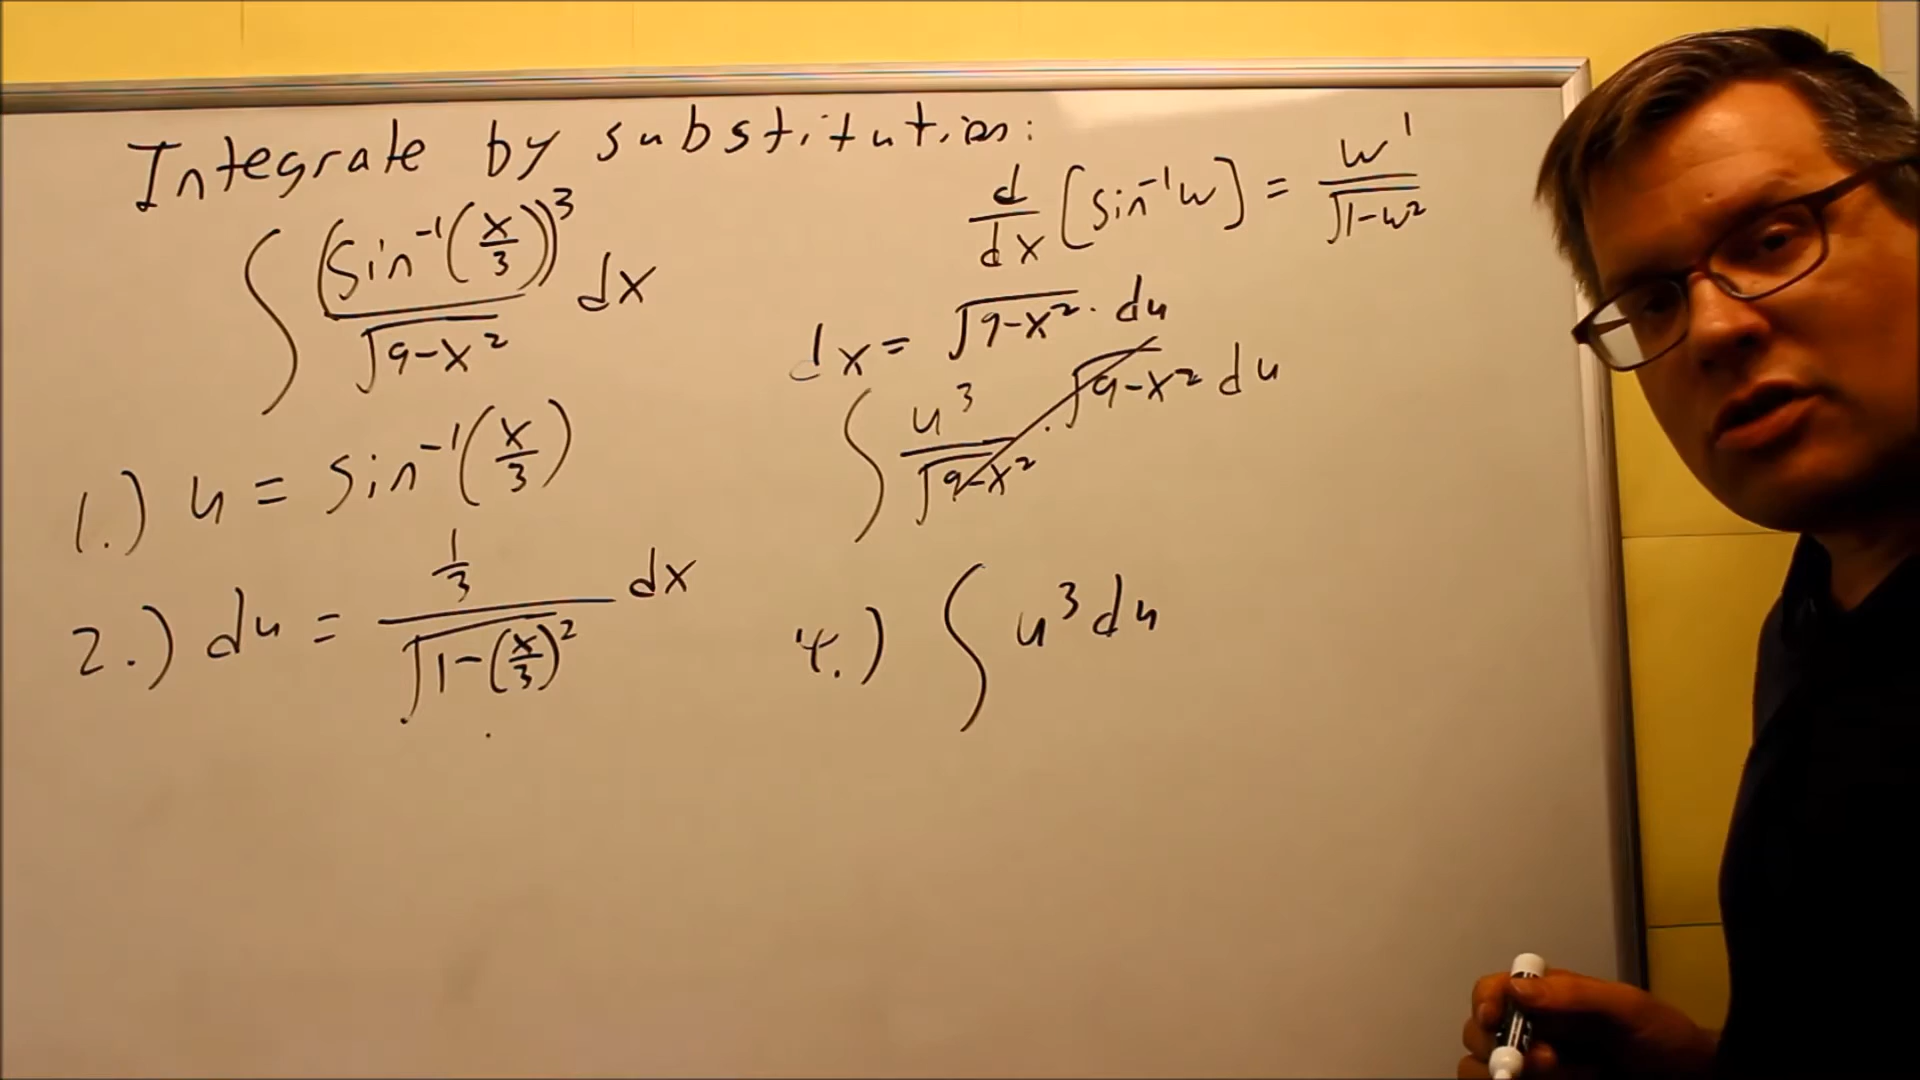 Integrate by substitution:
∫ (sin⁻¹(x/3))³ / √(9-x²) dx
1.) u = sin⁻¹(x/3)
2.) du = (1/3) / √(1-(x/3)²) dx
d/dx [sin⁻¹w] = w' / √(1-w²)
dx = √(9-x²) · du
∫ u³ / √(9-x²) · √(9-x²) du
4.) ∫ u³ du